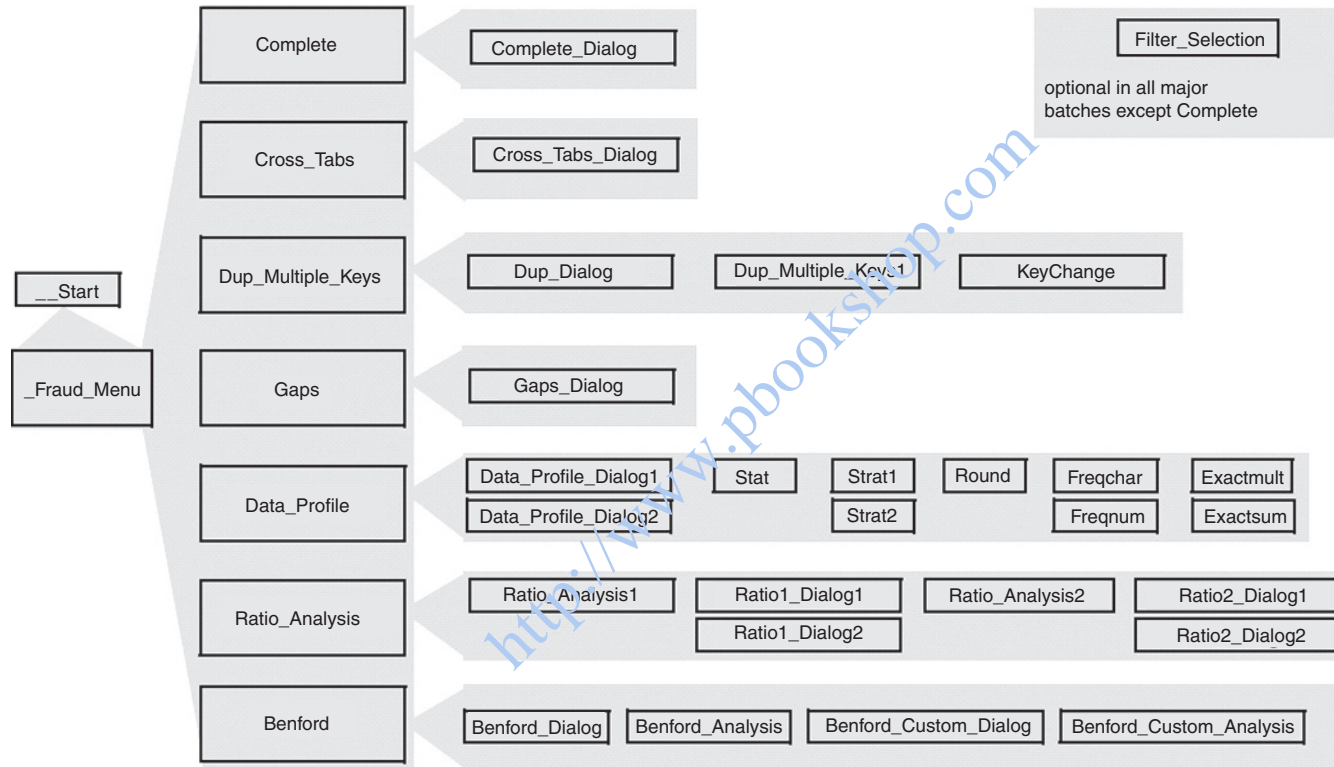 __Start
_Fraud_Menu
Complete
Complete_Dialog
Filter_Selection
optional in all major
batches except Complete
Cross_Tabs
Cross_Tabs_Dialog
Dup_Multiple_Keys
Dup_Dialog
Dup_Multiple_Keys1
KeyChange
Gaps
Gaps_Dialog
Data_Profile
Data_Profile_Dialog1
Data_Profile_Dialog2
Stat
Strat1
Strat2
Round
Freqchar
Freqnum
Exactmult
Exactsum
Ratio_Analysis
Ratio_Analysis1
Ratio1_Dialog1
Ratio1_Dialog2
Ratio_Analysis2
Ratio2_Dialog1
Ratio2_Dialog2
Benford
Benford_Dialog
Benford_Analysis
Benford_Custom_Dialog
Benford_Custom_Analysis
http://www.pbookshop.com